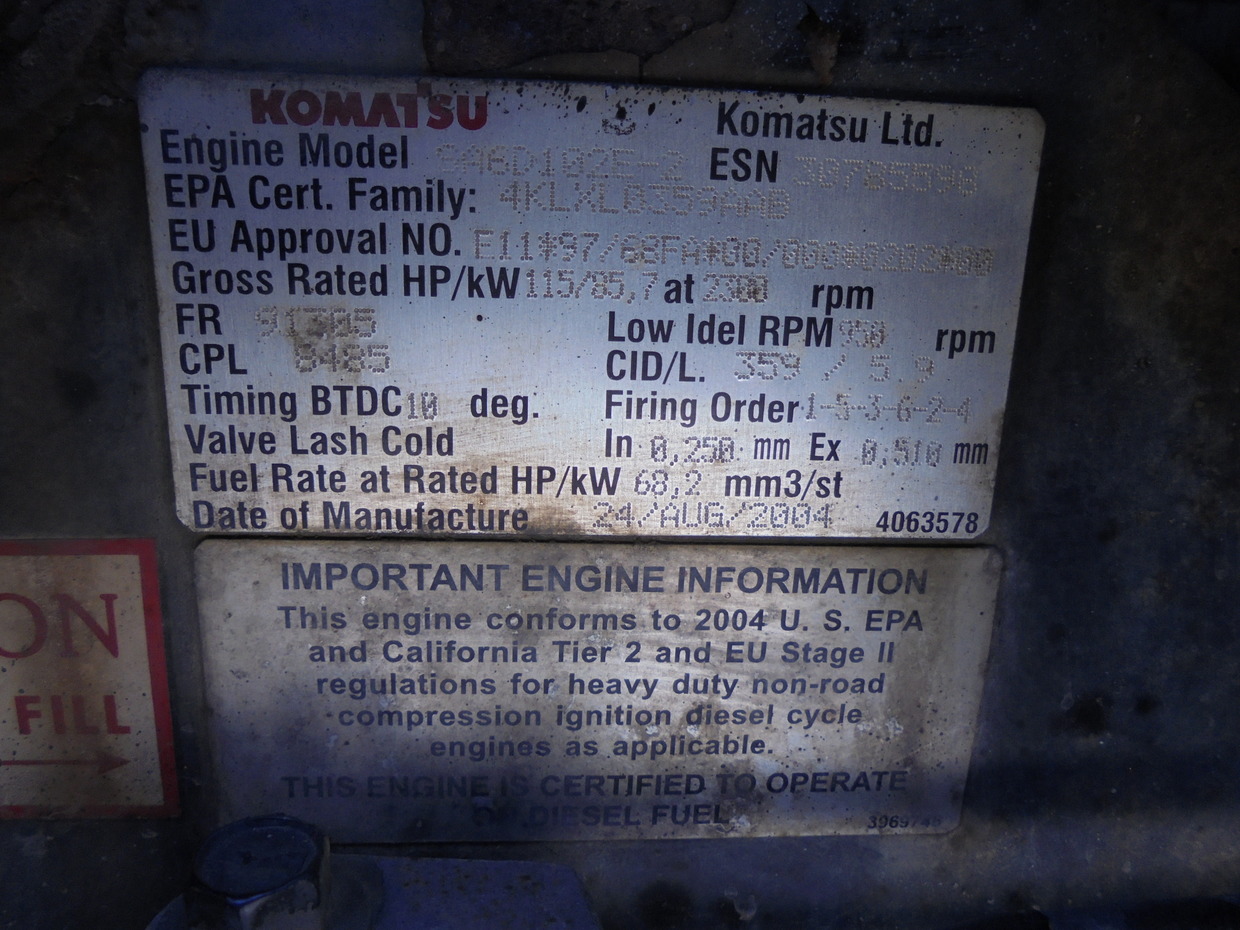 KOMATSU Komatsu Ltd.
Engine Model SA6D102E-2 ESN
EPA Cert. Family: 4KLXL0359AAB
EU Approval NO. E11*97/68FA*00/000*0203*00
Gross Rated HP/kW 115/85,7 at 2300 rpm
FR 91305 Low Idel RPM 950 rpm
CPL 8485 CID/L. 359 / 5,9
Timing BTDC 10 deg. Firing Order 1-5-3-6-2-4
Valve Lash Cold In 0,250 mm Ex 0,510 mm
Fuel Rate at Rated HP/kW 68,2 mm3/st
Date of Manufacture 24/AUG/2004 4063578
IMPORTANT ENGINE INFORMATION
This engine conforms to 2004 U. S. EPA
and California Tier 2 and EU Stage II
regulations for heavy duty non-road
compression ignition diesel cycle
engines as applicable.
THIS ENGINE IS CERTIFIED TO OPERATE
ON DIESEL FUEL.
ON
FILL